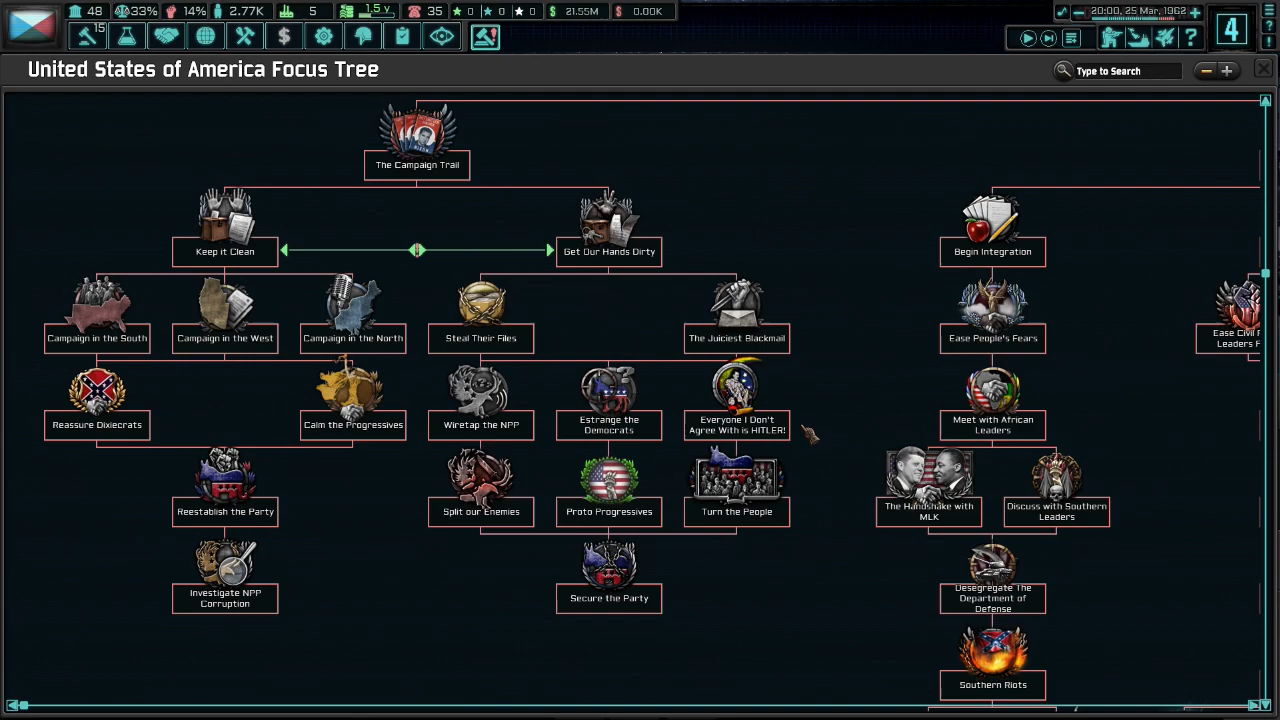 48 33% 14% 2.77K 5 1.5 v 35 0 0 0 $ 21.55M $ 0.00K
20:00, 25 Mar, 1962
4
15 $
?
United States of America Focus Tree
Type to Search
The Campaign Trail
Keep it Clean
Get Our Hands Dirty
Begin Integration
Campaign in the South
Campaign in the West
Campaign in the North
Steal Their Files
The Juiciest Blackmail
Ease People's Fears
Ease Civil
Leaders F
Reassure Dixiecrats
Calm the Progressives
Wiretap the NPP
Estrange the
Democrats
Everyone I Don't
Agree With is HITLER!
Meet with African
Leaders
Reestablish the Party
Split our Enemies
Proto Progressives
Turn the People
The Handshake with
MLK
Discuss with Southern
Leaders
Investigate NPP
Corruption
Secure the Party
Desegregate The
Department of
Defense
Southern Riots